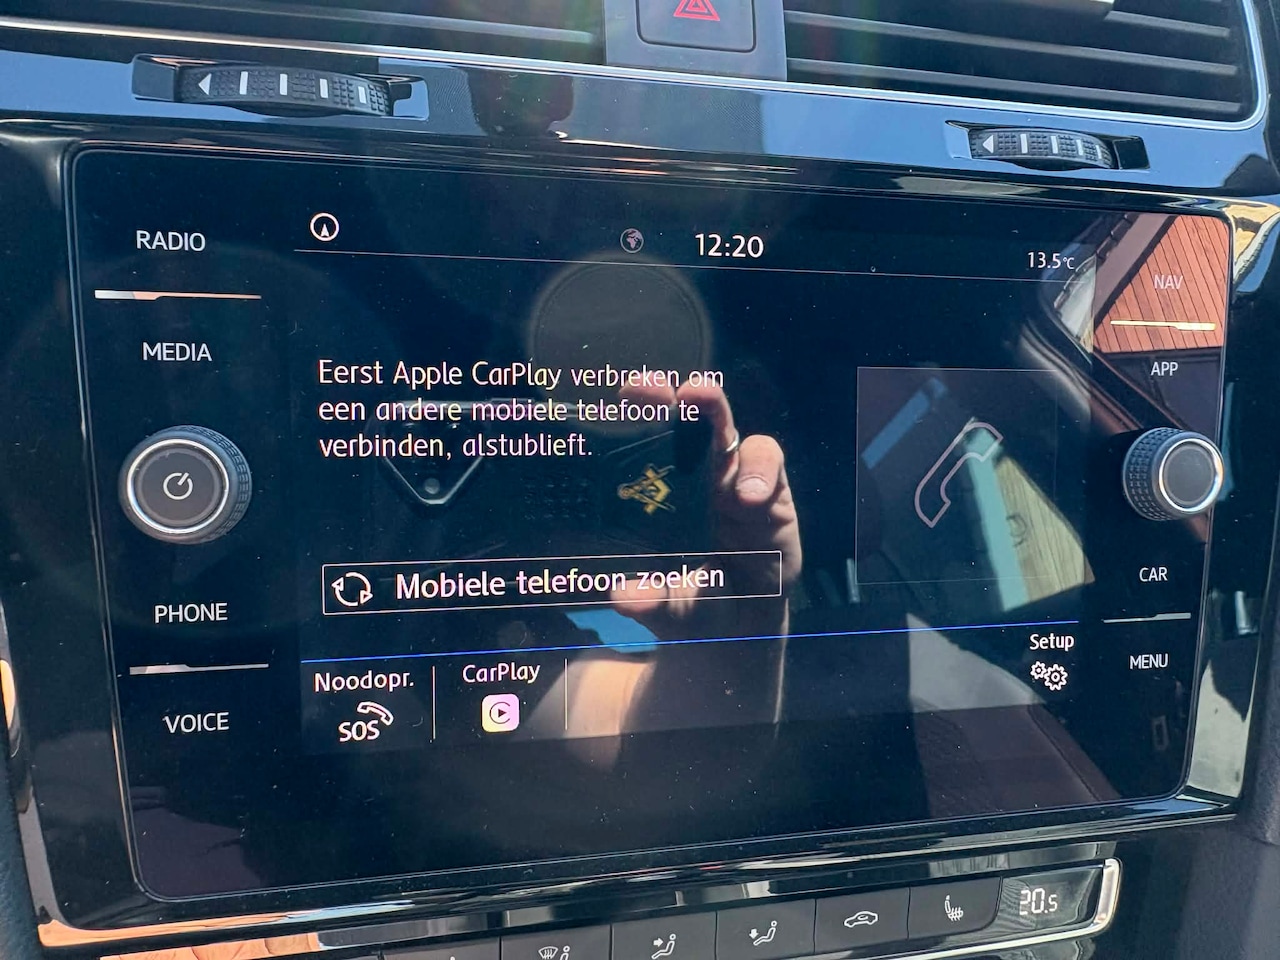 RADIO
MEDIA
PHONE
VOICE
12:20
13.5°C
Eerst Apple CarPlay verbreken om
een andere mobiele telefoon te
verbinden, alstublieft.
Mobiele telefoon zoeken
Noodopr.
SOS
CarPlay
Setup
NAV
APP
CAR
MENU
20.5